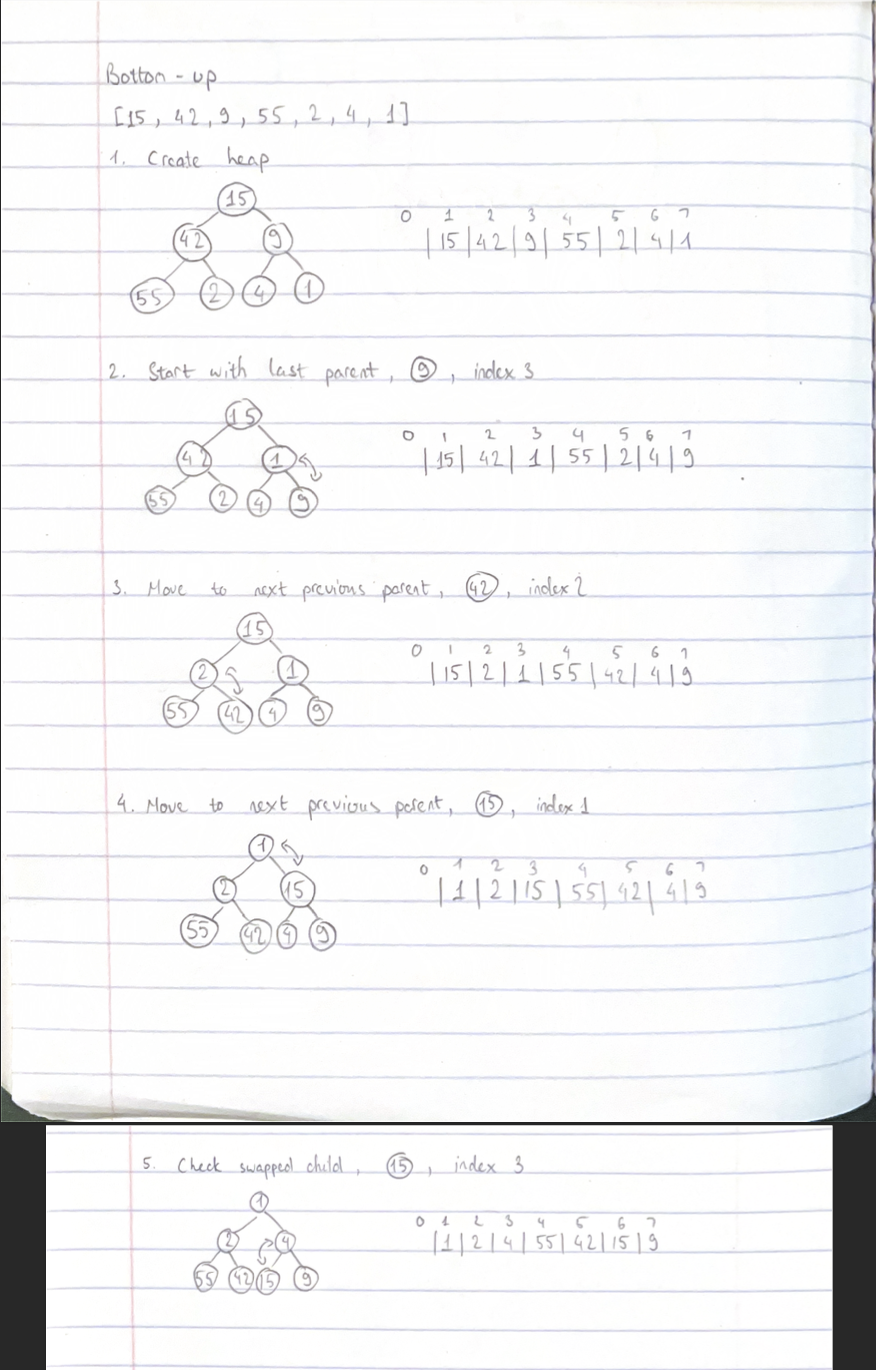 Botton - up
[15, 42, 9, 55, 2, 4, 1]
1. Create heap
15
42 9
55 2 4 1
0 1 2 3 4 5 6 7
|15|42|9|55|2|4|1
2. Start with last parent, 9, index 3
15
42 1
55 2 4 9
0 1 2 3 4 5 6 7
|15|42|1|55|2|4|9
3. Move to next previous parent, 42, index 2
15
2 1
55 42 4 9
0 1 2 3 4 5 6 7
|15|2|1|55|42|4|9
4. Move to next previous parent, 15, index 1
1
2 15
55 42 4 9
0 1 2 3 4 5 6 7
|1|2|15|55|42|4|9
5. Check swapped child, 15, index 3
1
2 4
55 42 15 9
0 1 2 3 4 5 6 7
|1|2|4|55|42|15|9